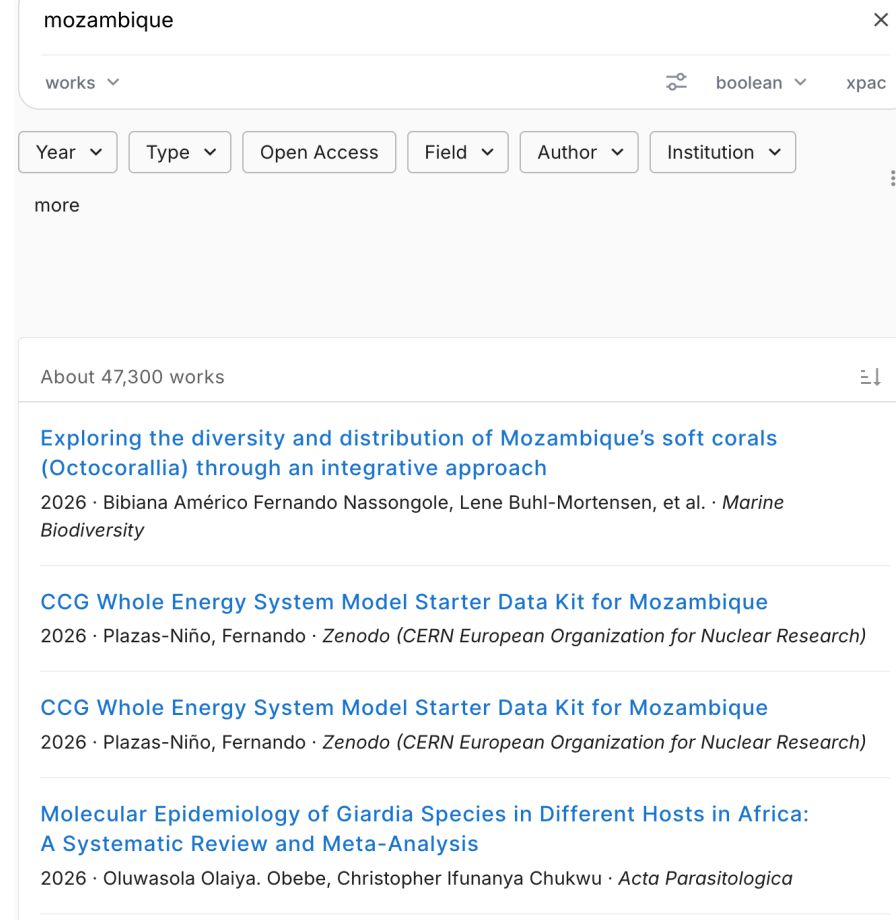 mozambique
works
boolean
xpac
Year
Type
Open Access
Field
Author
Institution
more
About 47,300 works
Exploring the diversity and distribution of Mozambique’s soft corals
(Octocorallia) through an integrative approach
2026 · Bibiana Américo Fernando Nassongole, Lene Buhl-Mortensen, et al. · Marine
Biodiversity
CCG Whole Energy System Model Starter Data Kit for Mozambique
2026 · Plazas-Niño, Fernando · Zenodo (CERN European Organization for Nuclear Research)
CCG Whole Energy System Model Starter Data Kit for Mozambique
2026 · Plazas-Niño, Fernando · Zenodo (CERN European Organization for Nuclear Research)
Molecular Epidemiology of Giardia Species in Different Hosts in Africa:
A Systematic Review and Meta-Analysis
2026 · Oluwasola Olaiya. Obebe, Christopher Ifunanya Chukwu · Acta Parasitologica